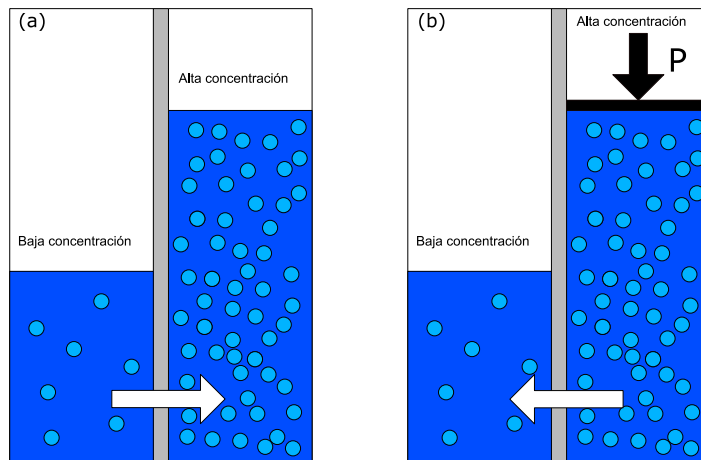 (a)
Alta concentración
Baja concentración
(b)
Alta concentración
P
Baja concentración